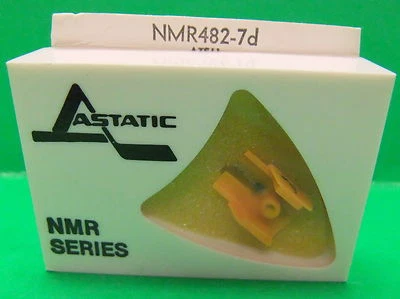 NMR482-7d
ASTATIC
NMR
SERIES